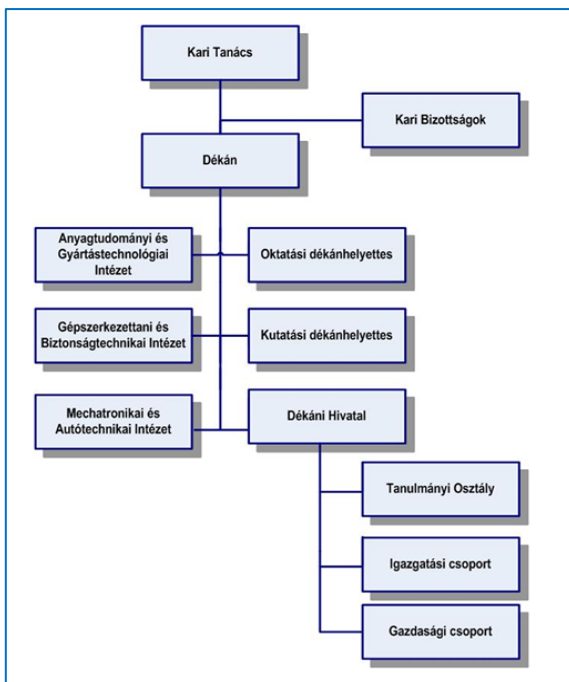 Kari Tanács
Kari Bizottságok
Dékán
Anyagtudományi és
Gyártástechnológiai
Intézet
Oktatási dékánhelyettes
Gépszerkezettani és
Biztonságtechnikai Intézet
Kutatási dékánhelyettes
Mechatronikai és
Autótechnikai Intézet
Dékáni Hivatal
Tanulmányi Osztály
Igazgatási csoport
Gazdasági csoport